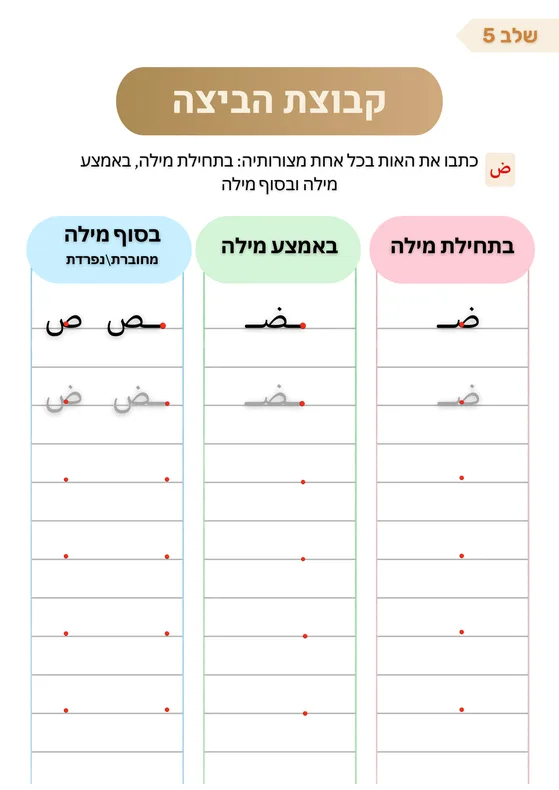 שלב 5
קבוצת הביצה
ض
כתבו את האות בכל אחת מצורותיה: בתחילת מילה, באמצע
מילה ובסוף מילה
בתחילת מילה
באמצע מילה
בסוף מילה
מחוברת\נפרדת
ضـ ـضـ ـص ص
ضـ ـضـ ـض ض